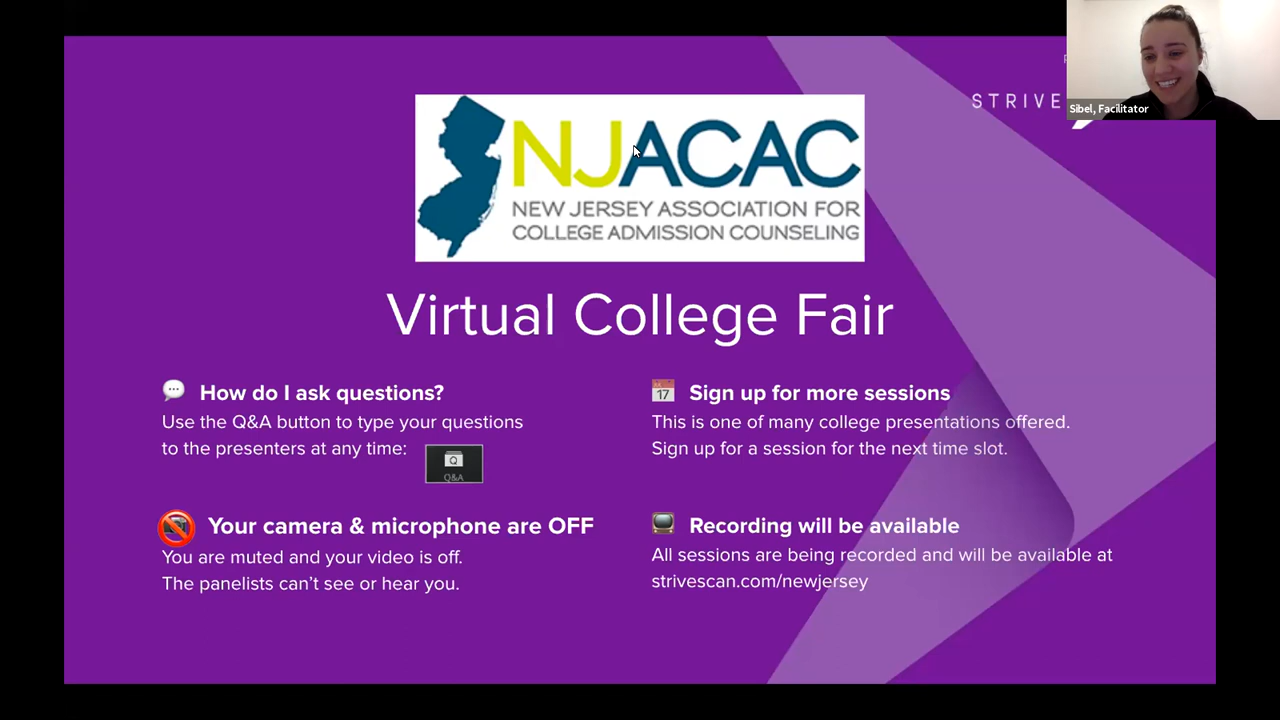 STRIVE
Sibel, Facilitator
NJACAC
NEW JERSEY ASSOCIATION FOR
COLLEGE ADMISSION COUNSELING
Virtual College Fair
How do I ask questions?
Use the Q&A button to type your questions
to the presenters at any time:
Q
Q&A
Your camera & microphone are OFF
You are muted and your video is off.
The panelists can’t see or hear you.
17
Sign up for more sessions
This is one of many college presentations offered.
Sign up for a session for the next time slot.
Recording will be available
All sessions are being recorded and will be available at
strivescan.com/newjersey